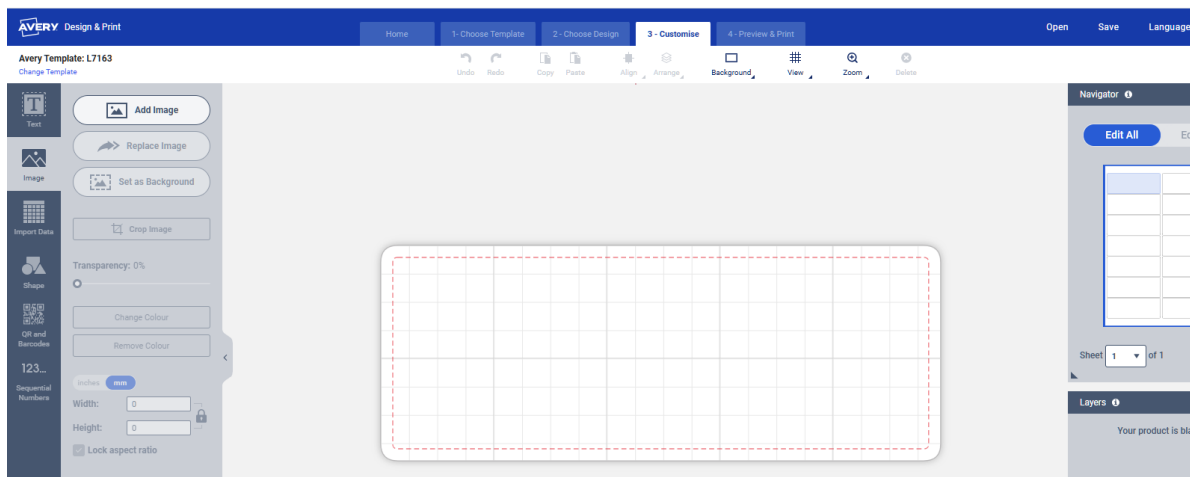 AVERY Design & Print
Home
1- Choose Template
2 - Choose Design
3 - Customise
4 - Preview & Print
Open
Save
Language
Avery Template: L7163
Change Template
Undo
Redo
Copy
Paste
Align
Arrange
Background
View
Zoom
Delete
Text
Image
Import Data
Shape
QR and
Barcodes
123...
Sequential
Numbers
Add Image
Replace Image
Set as Background
Crop Image
Transparency: 0%
Change Colour
Remove Colour
inches
mm
Width:
0
Height:
0
Lock aspect ratio
Navigator
Edit All
Ed
Sheet 1 of 1
Layers
Your product is bla